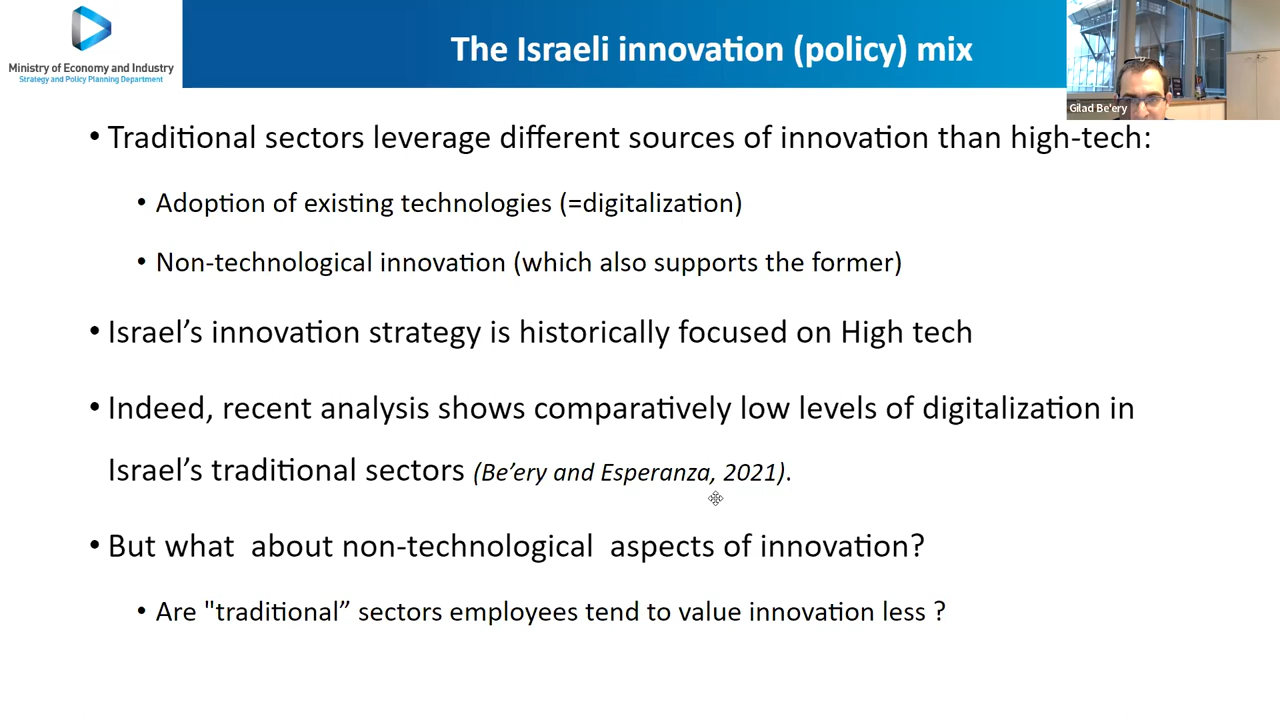 Ministry of Economy and Industry
Strategy and Policy Planning Department
The Israeli innovation (policy) mix
Gilad Be'ery
• Traditional sectors leverage different sources of innovation than high-tech:
• Adoption of existing technologies (=digitalization)
• Non-technological innovation (which also supports the former)
• Israel’s innovation strategy is historically focused on High tech
• Indeed, recent analysis shows comparatively low levels of digitalization in
Israel’s traditional sectors (Be’ery and Esperanza, 2021).
• But what  about non-technological  aspects of innovation?
• Are "traditional” sectors employees tend to value innovation less ?